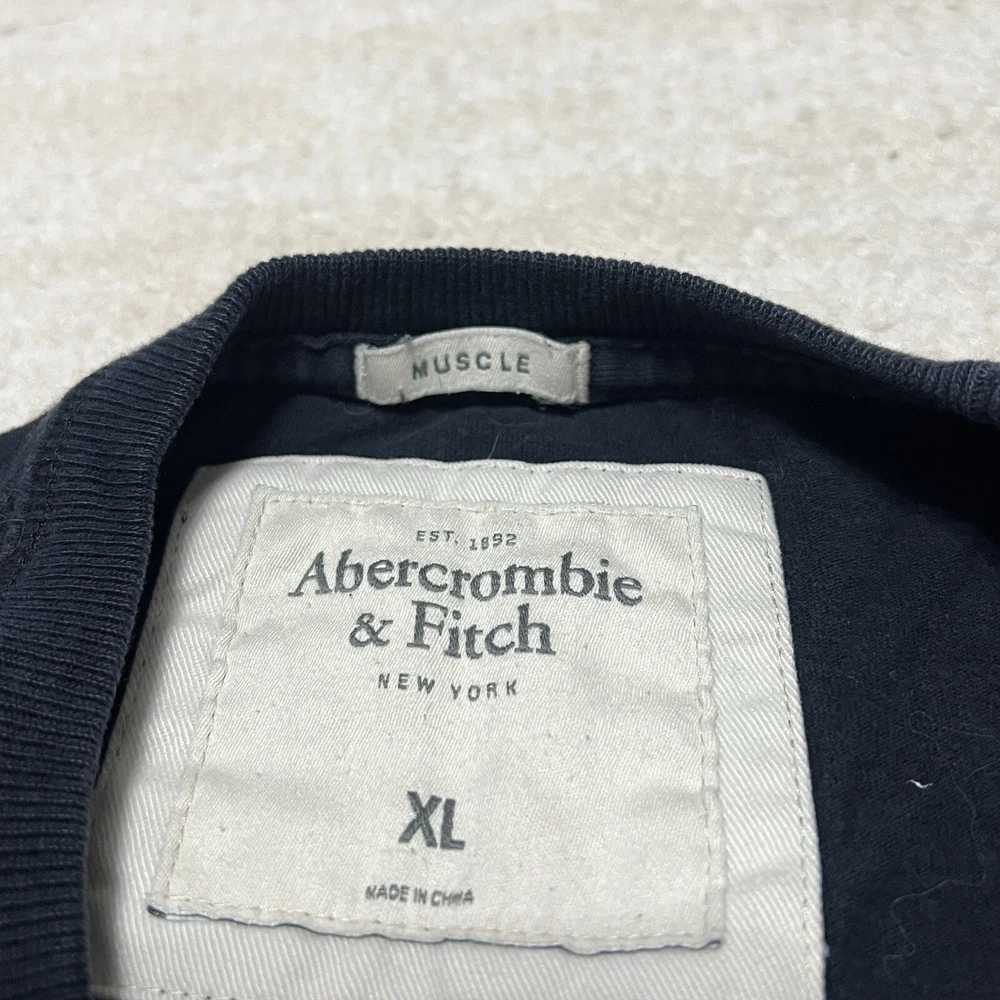 MUSCLE
EST. 1892
Abercrombie
& Fitch
NEW YORK
XL
MADE IN CHINA